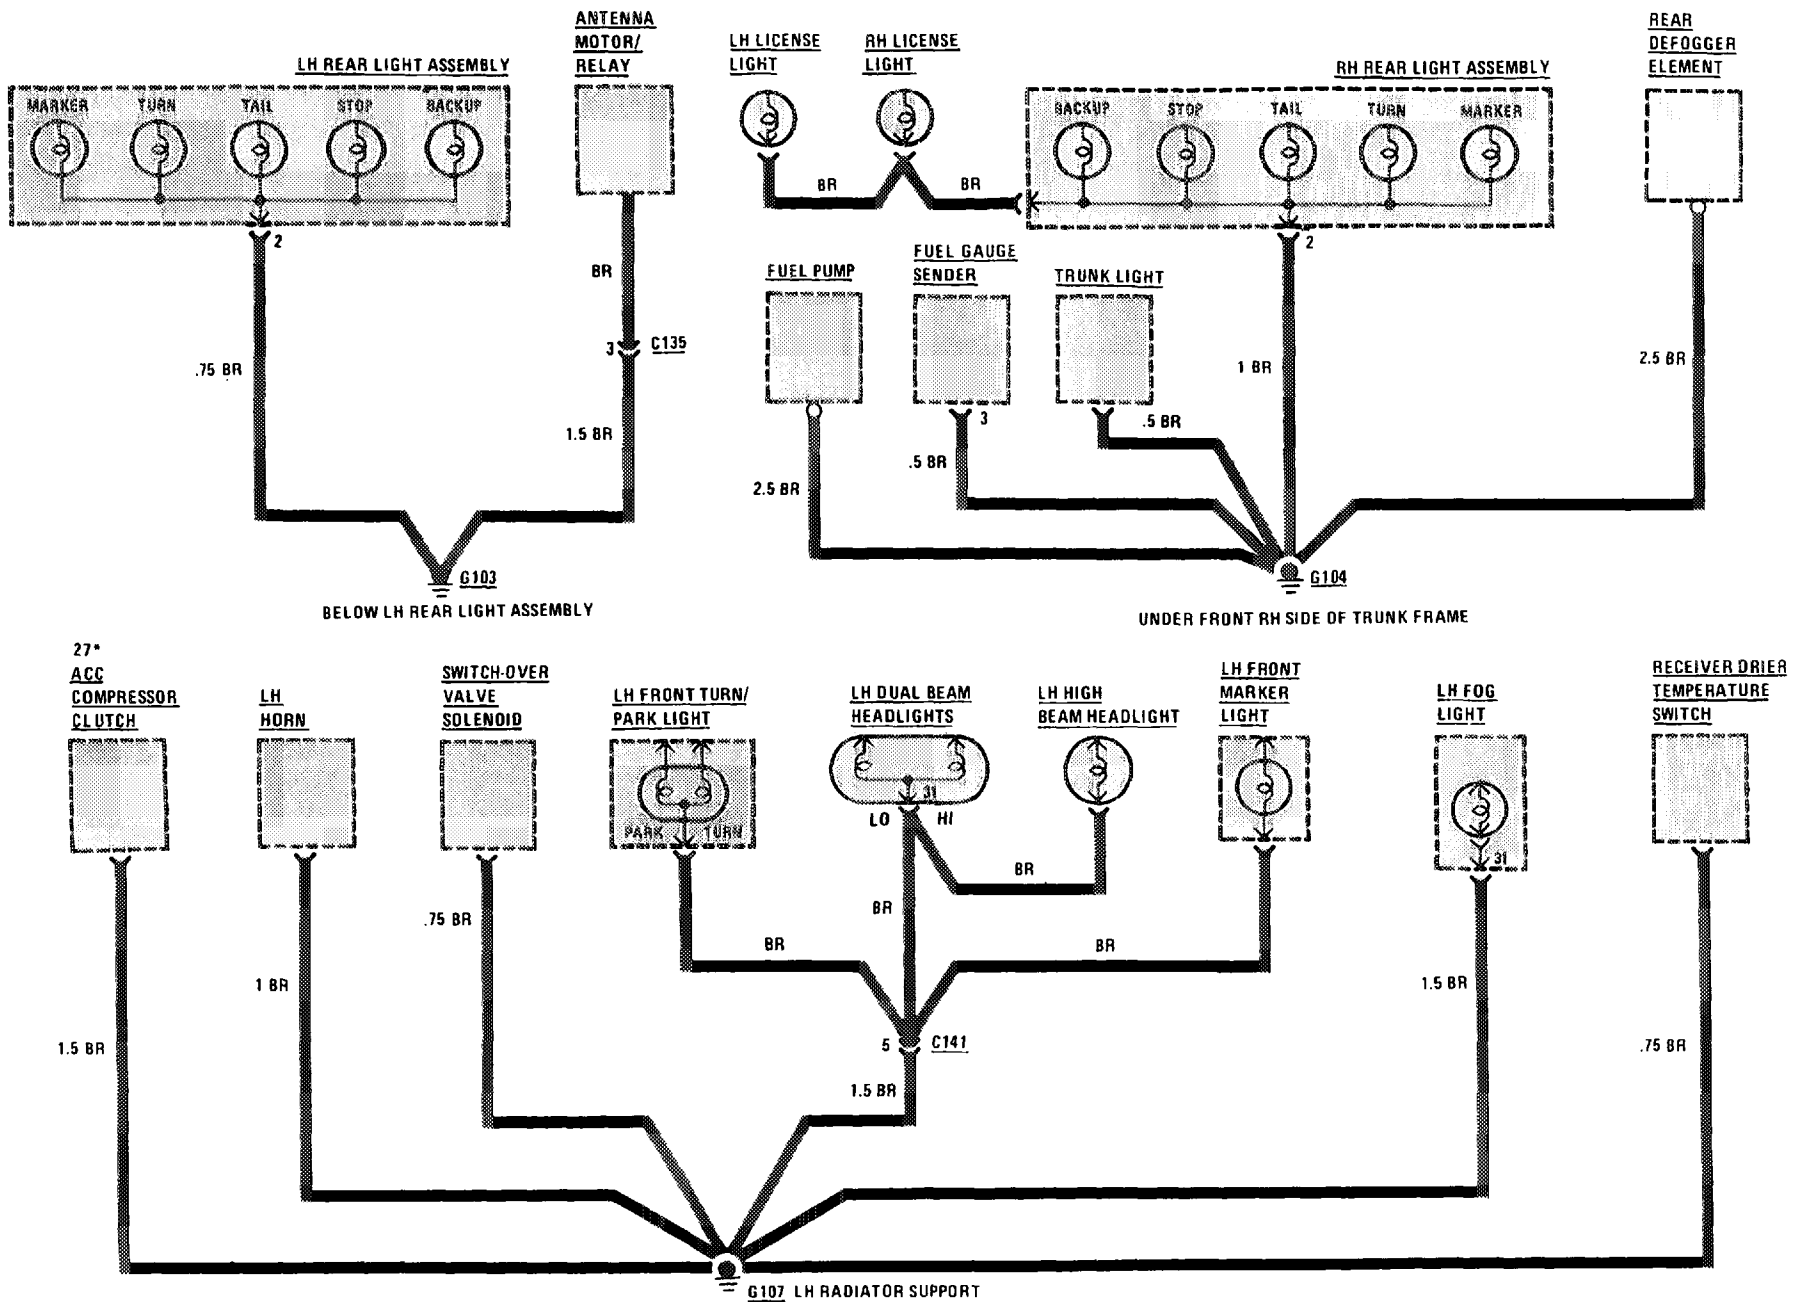 ANTENNA
MOTOR/
RELAY
LH REAR LIGHT ASSEMBLY
MARKER TURN TAIL STOP BACKUP
2
.75 BR
BR
3 C135
1.5 BR
G103
BELOW LH REAR LIGHT ASSEMBLY
LH LICENSE
LIGHT
RH LICENSE
LIGHT
BR
BR
RH REAR LIGHT ASSEMBLY
BACKUP STOP TAIL TURN MARKER
2
REAR
DEFOGGER
ELEMENT
FUEL PUMP
FUEL GAUGE
SENDER
TRUNK LIGHT
3
.5 BR
.5 BR
2.5 BR
1 BR
2.5 BR
G104
UNDER FRONT RH SIDE OF TRUNK FRAME
27*
ACC
COMPRESSOR
CLUTCH
LH
HORN
SWITCH-OVER
VALVE
SOLENOID
LH FRONT TURN/
PARK LIGHT
PARK TURN
LH DUAL BEAM
HEADLIGHTS
31
LO HI
LH HIGH
BEAM HEADLIGHT
LH FRONT
MARKER
LIGHT
LH FOG
LIGHT
31
RECEIVER DRIER
TEMPERATURE
SWITCH
BR
BR
.75 BR
BR
BR
1 BR
1.5 BR
1.5 BR
5 C141
.75 BR
1.5 BR
G107 LH RADIATOR SUPPORT